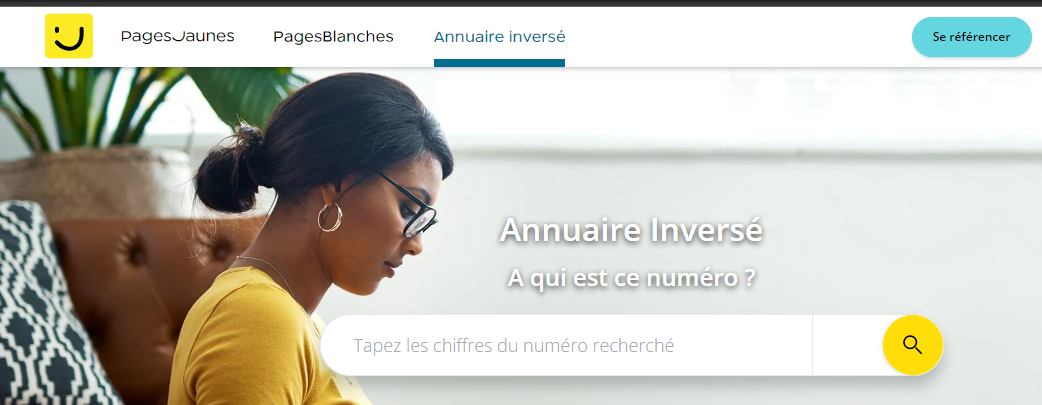 PagesJaunes
PagesBlanches
Annuaire inversé
Se référencer
Annuaire Inversé
A qui est ce numéro ?
Tapez les chiffres du numéro recherché